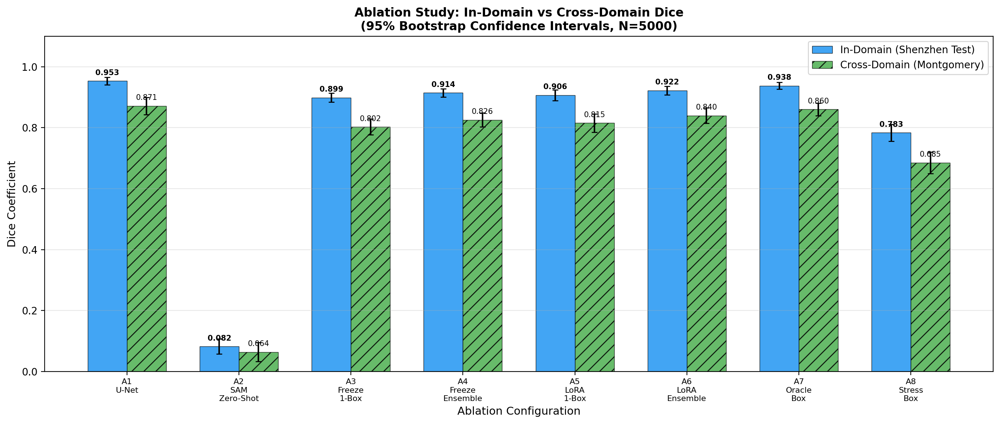 Ablation Study: In-Domain vs Cross-Domain Dice
(95% Bootstrap Confidence Intervals, N=5000)
In-Domain (Shenzhen Test)
Cross-Domain (Montgomery)
Dice Coefficient
1.0
0.8
0.6
0.4
0.2
0.0
0.953
0.871
0.082
0.064
0.899
0.802
0.914
0.826
0.906
0.815
0.922
0.840
0.938
0.860
0.783
0.685
A1
U-Net
A2
SAM
Zero-Shot
A3
Freeze
1-Box
A4
Freeze
Ensemble
A5
LoRA
1-Box
A6
LoRA
Ensemble
A7
Oracle
Box
A8
Stress
Box
Ablation Configuration